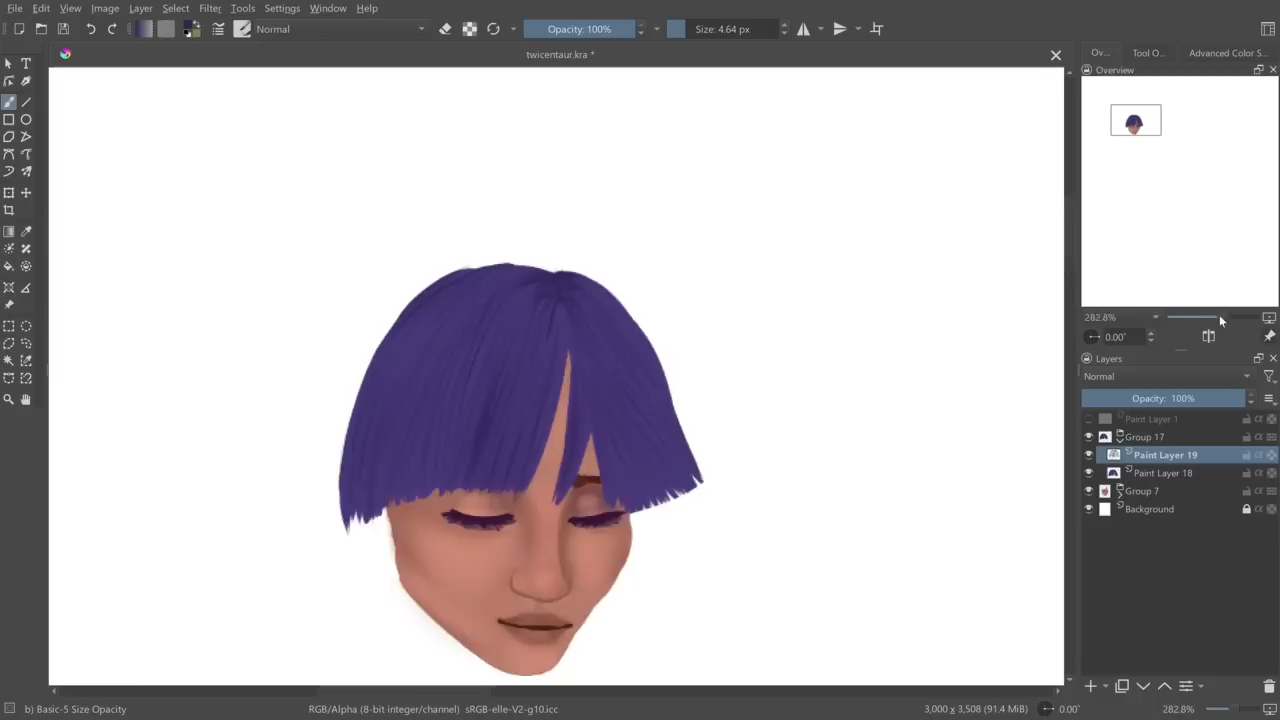 File Edit View Image Layer Select Filter Tools Settings Window Help
Normal Opacity: 100% Size: 4.64 px
twicentaur.kra *
Ov... Tool O... Advanced Color S...
Overview
282.8%
0.00°
Layers
Normal
Opacity: 100%
Paint Layer 1
Group 17
Paint Layer 19
Paint Layer 18
Group 7
Background
b) Basic-5 Size Opacity RGB/Alpha (8-bit integer/channel) sRGB-elle-V2-g10.icc 3,000 x 3,508 (91.4 MiB) 0.00° 282.8%